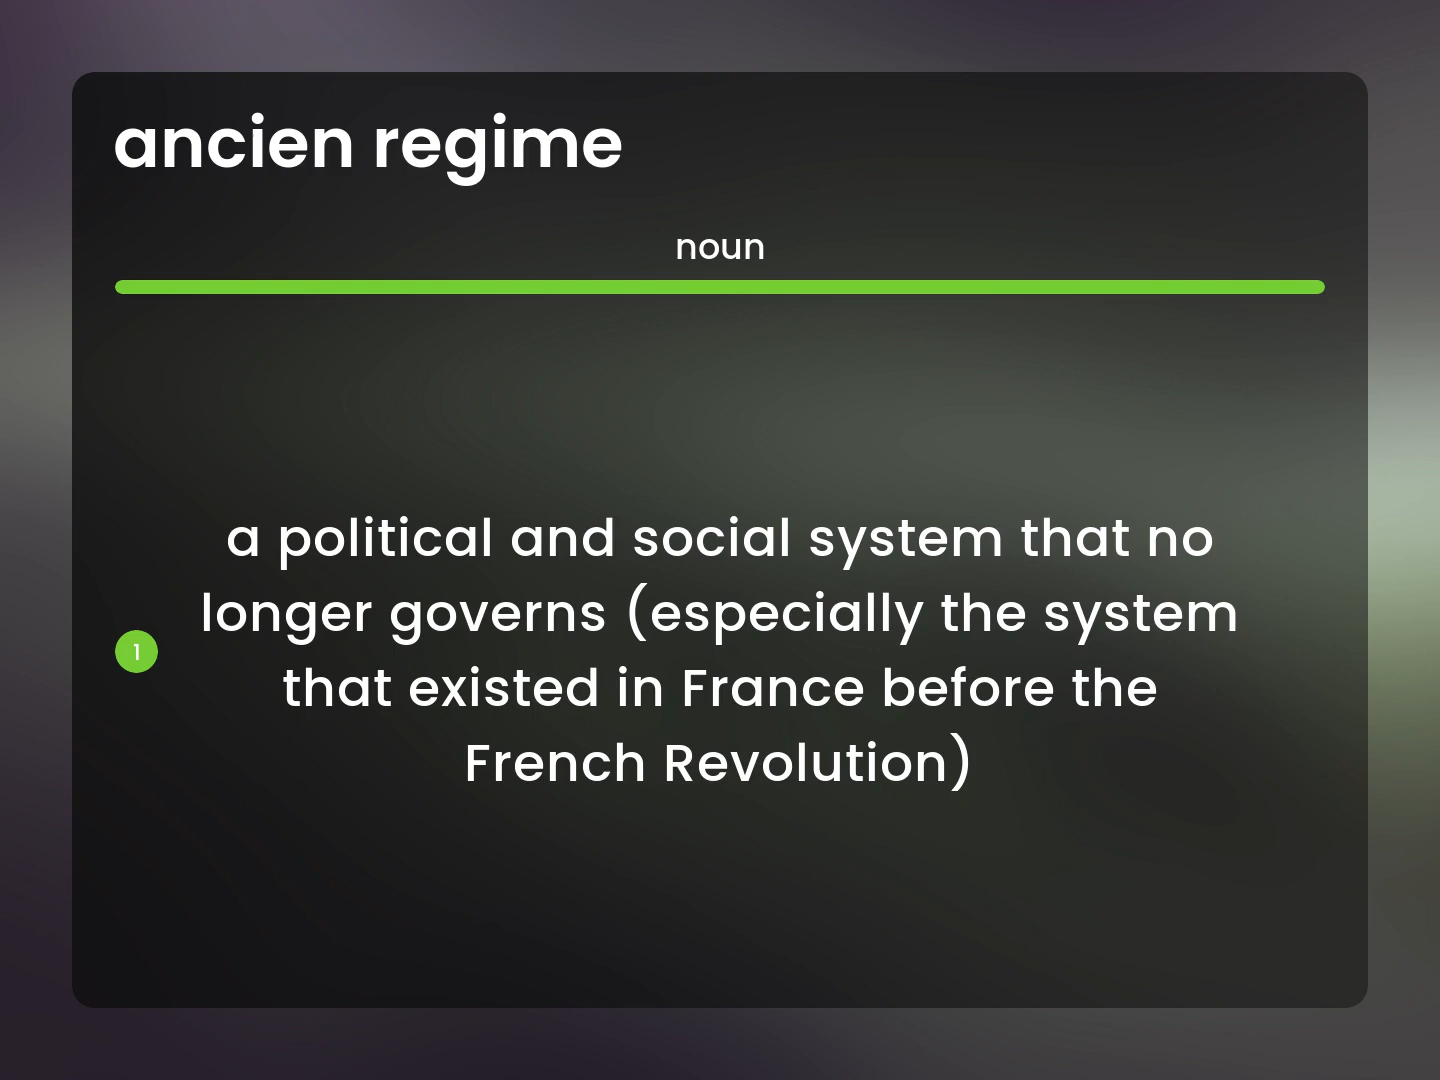 ancien regime
noun
a political and social system that no
longer governs (especially the system
1
that existed in France before the
French Revolution)